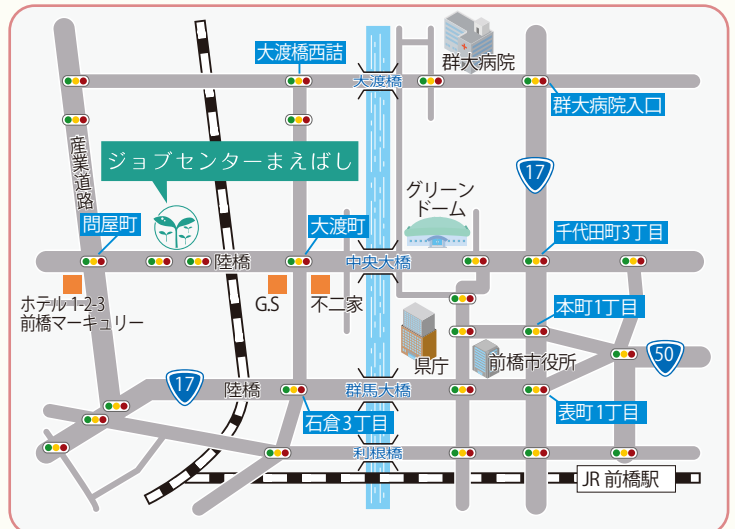 大渡橋西詰
群大病院
大渡橋
群大病院入口
産業道路
ジョブセンターまえばし
17
グリーン
ドーム
問屋町
大渡町
千代田町3丁目
陸橋
中央大橋
ホテル 1-2-3
前橋マーキュリー
G.S
不二家
本町1丁目
県庁
前橋市役所
50
17
陸橋
群馬大橋
石倉3丁目
表町1丁目
利根橋
JR 前橋駅